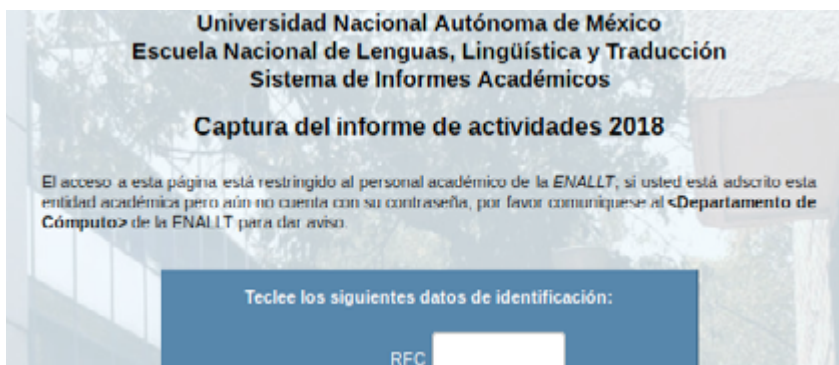 Universidad Nacional Autónoma de México
Escuela Nacional de Lenguas, Lingüística y Traducción
Sistema de Informes Académicos
Captura del informe de actividades 2018
El acceso a esta página está restringido al personal académico de la ENALLT, si usted está adscrito esta
entidad académica pero aún no cuenta con su contraseña, por favor comuniquese al <Departamento de
Cómputo> de la ENALLT para dar aviso.
Teclee los siguientes datos de identificación:
RFC